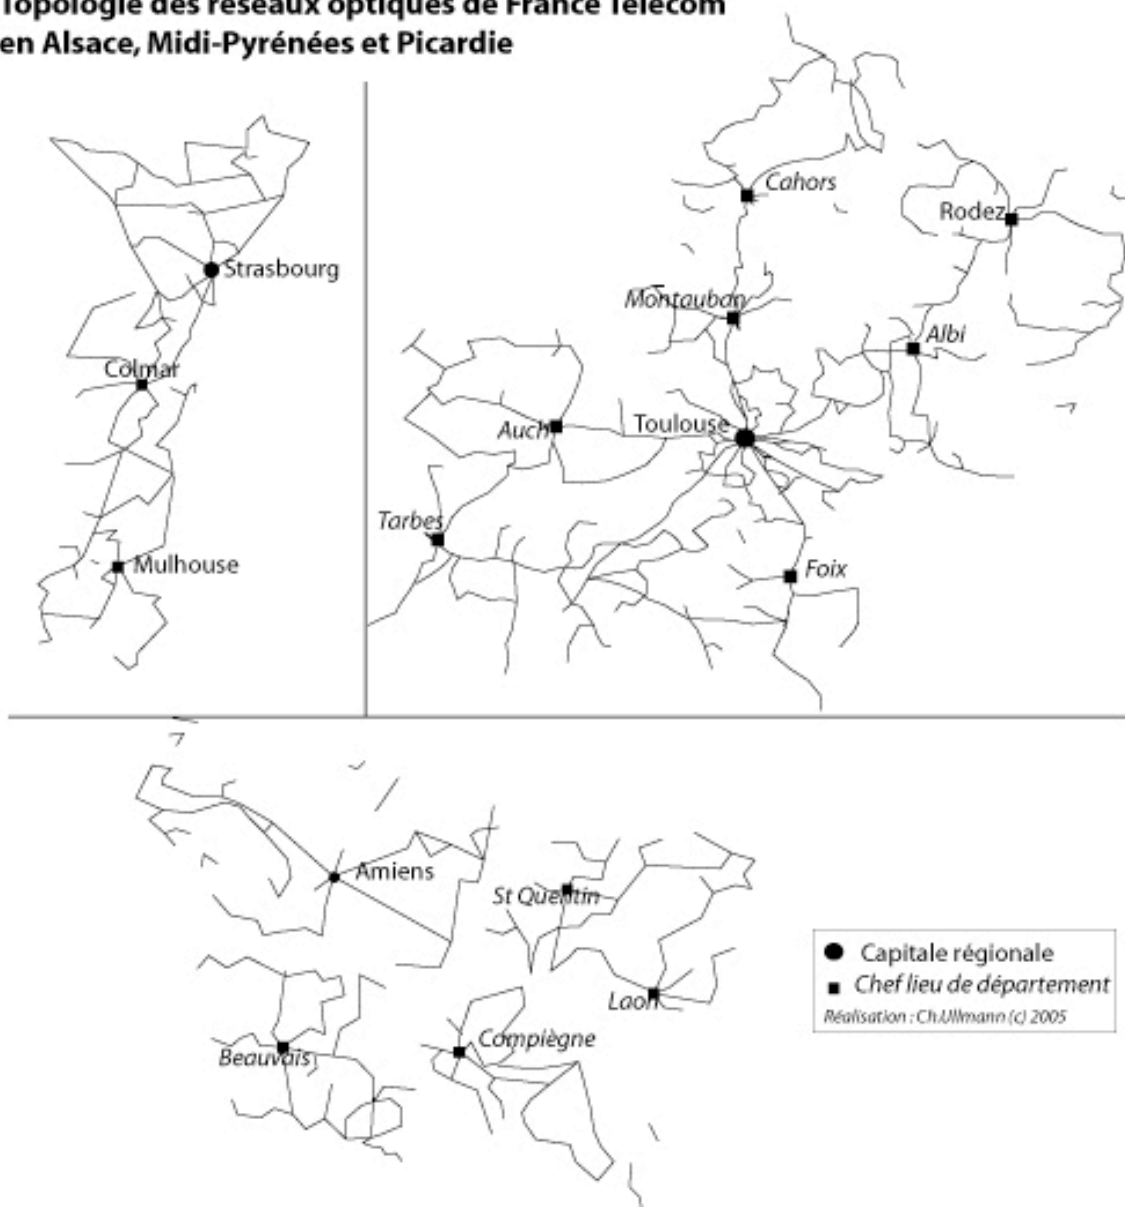 Topologie des réseaux optiques de France Télécom
en Alsace, Midi-Pyrénées et Picardie
Strasbourg
Colmar
Mulhouse
Cahors
Rodez
Montauban
Albi
Auch
Toulouse
Tarbes
Foix
Amiens
St Quentin
Laon
Compiègne
Beauvais
Capitale régionale
Chef lieu de département
Réalisation : Ch.Ullmann (c) 2005